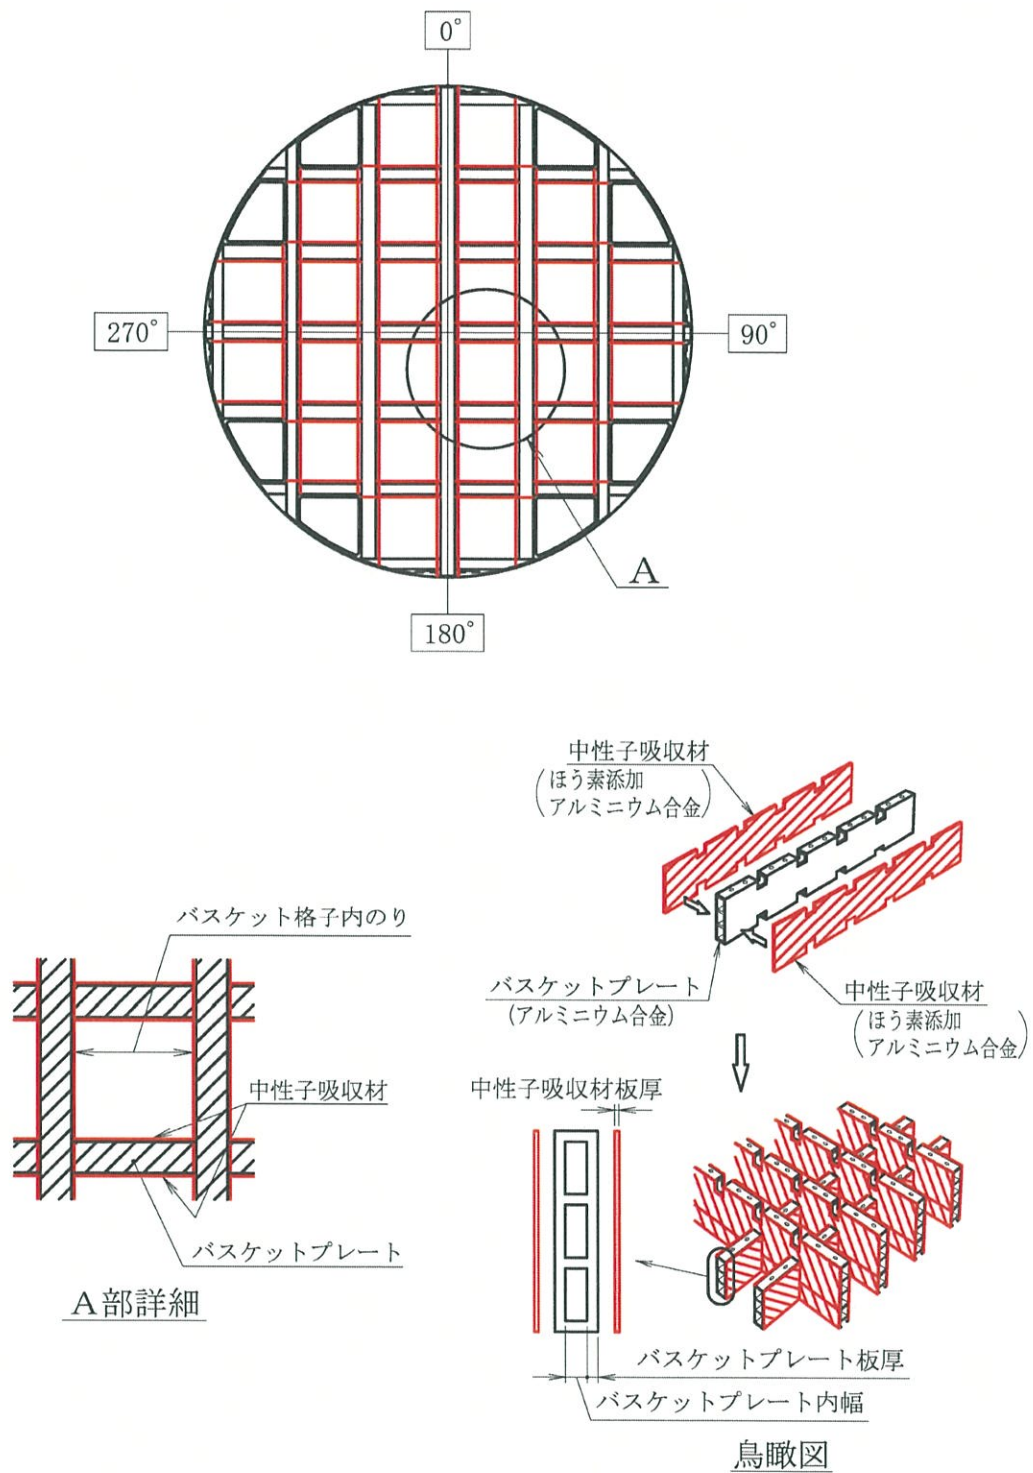 0°
270°
90°
A
180°
中性子吸収材
(ほう素添加
アルミニウム合金)
バスケット格子内のり
バスケットプレート
(アルミニウム合金)
中性子吸収材
(ほう素添加
アルミニウム合金)
中性子吸収材板厚
中性子吸収材
バスケットプレート
A部詳細
バスケットプレート板厚
バスケットプレート内幅
鳥瞰図